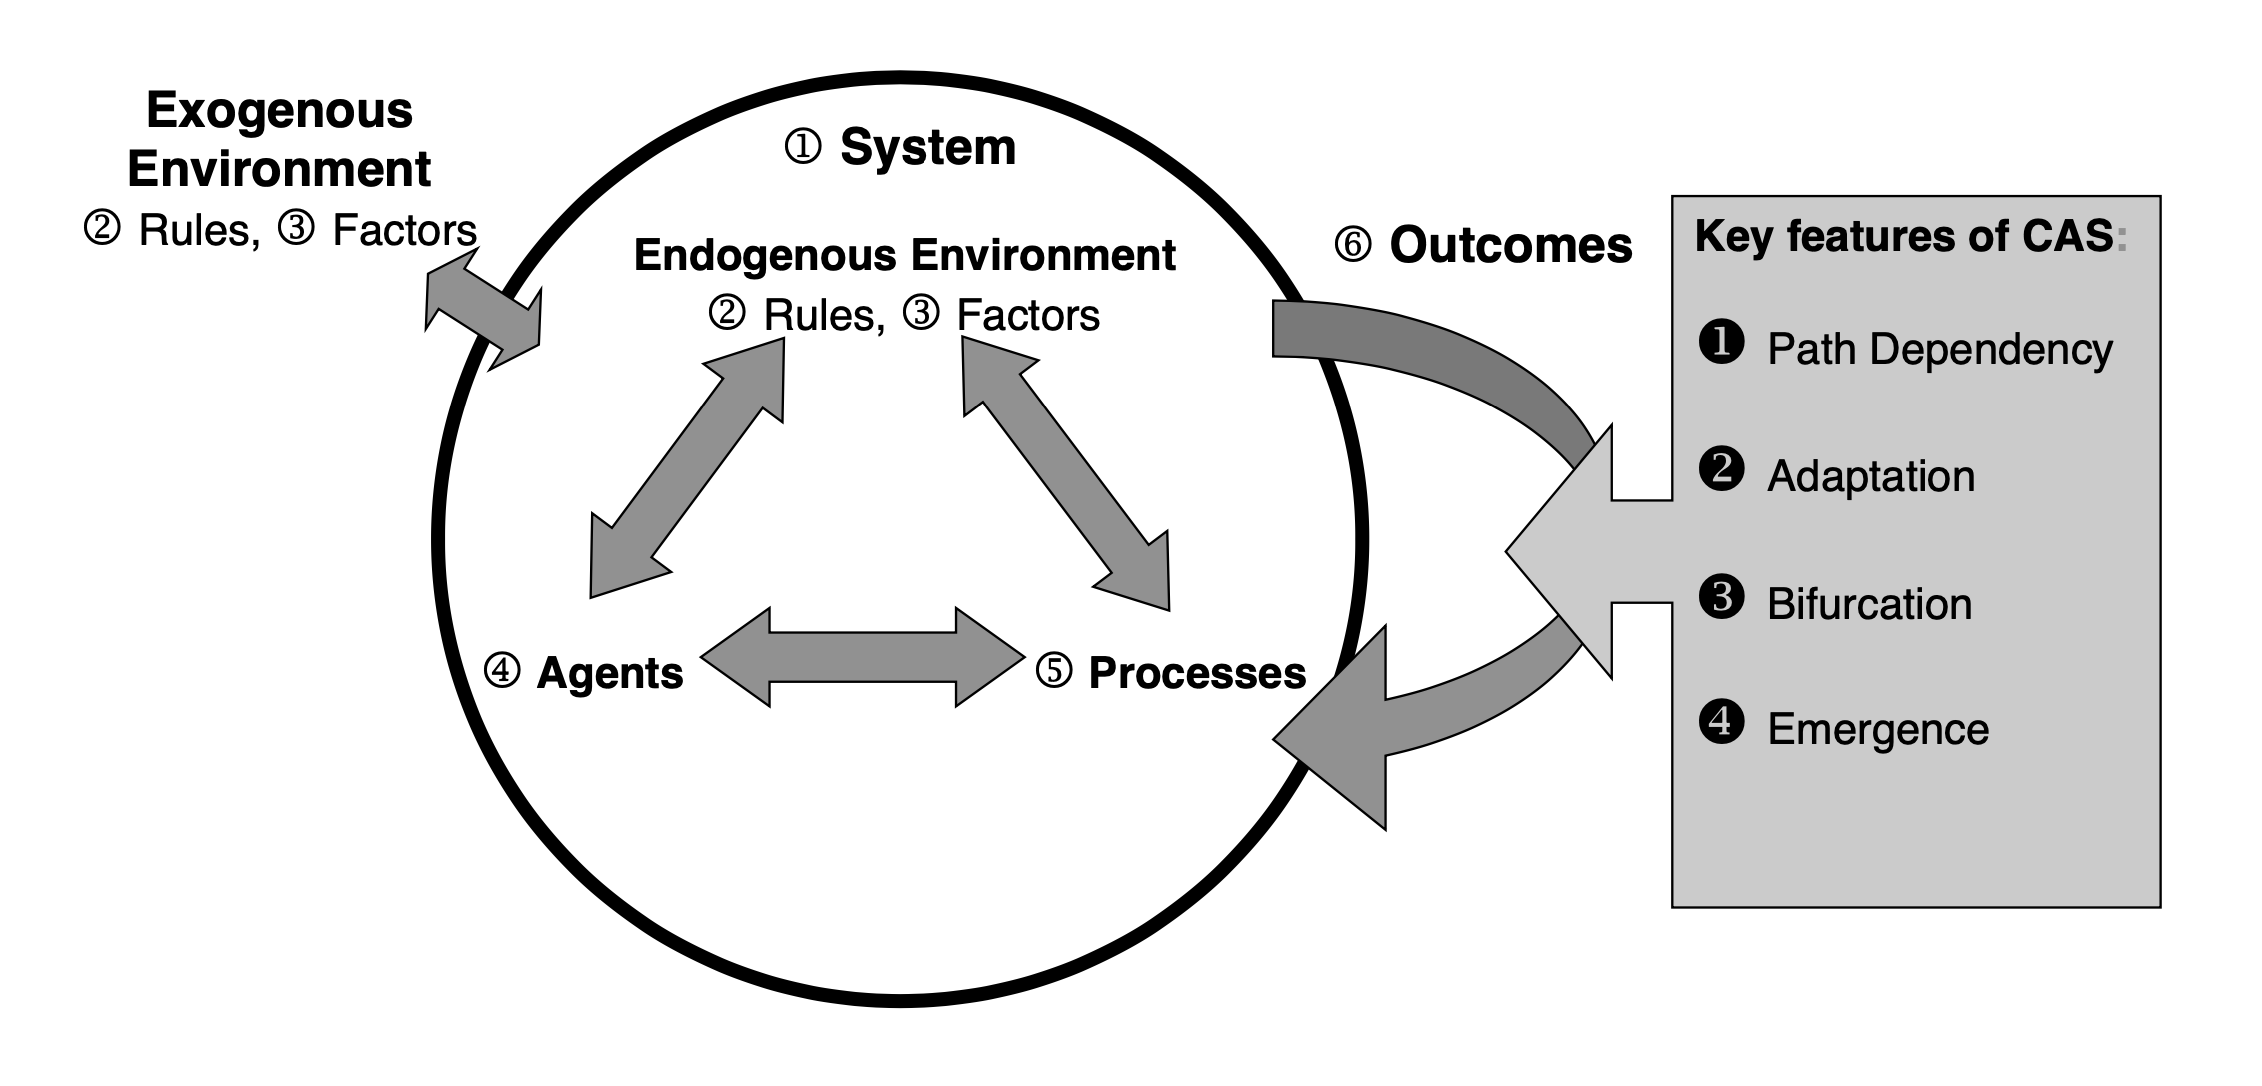 Exogenous
Environment
② Rules, ③ Factors
① System
Endogenous Environment
② Rules, ③ Factors
④ Agents
⑤ Processes
⑥ Outcomes
Key features of CAS:
❶ Path Dependency
❷ Adaptation
❸ Bifurcation
❹ Emergence